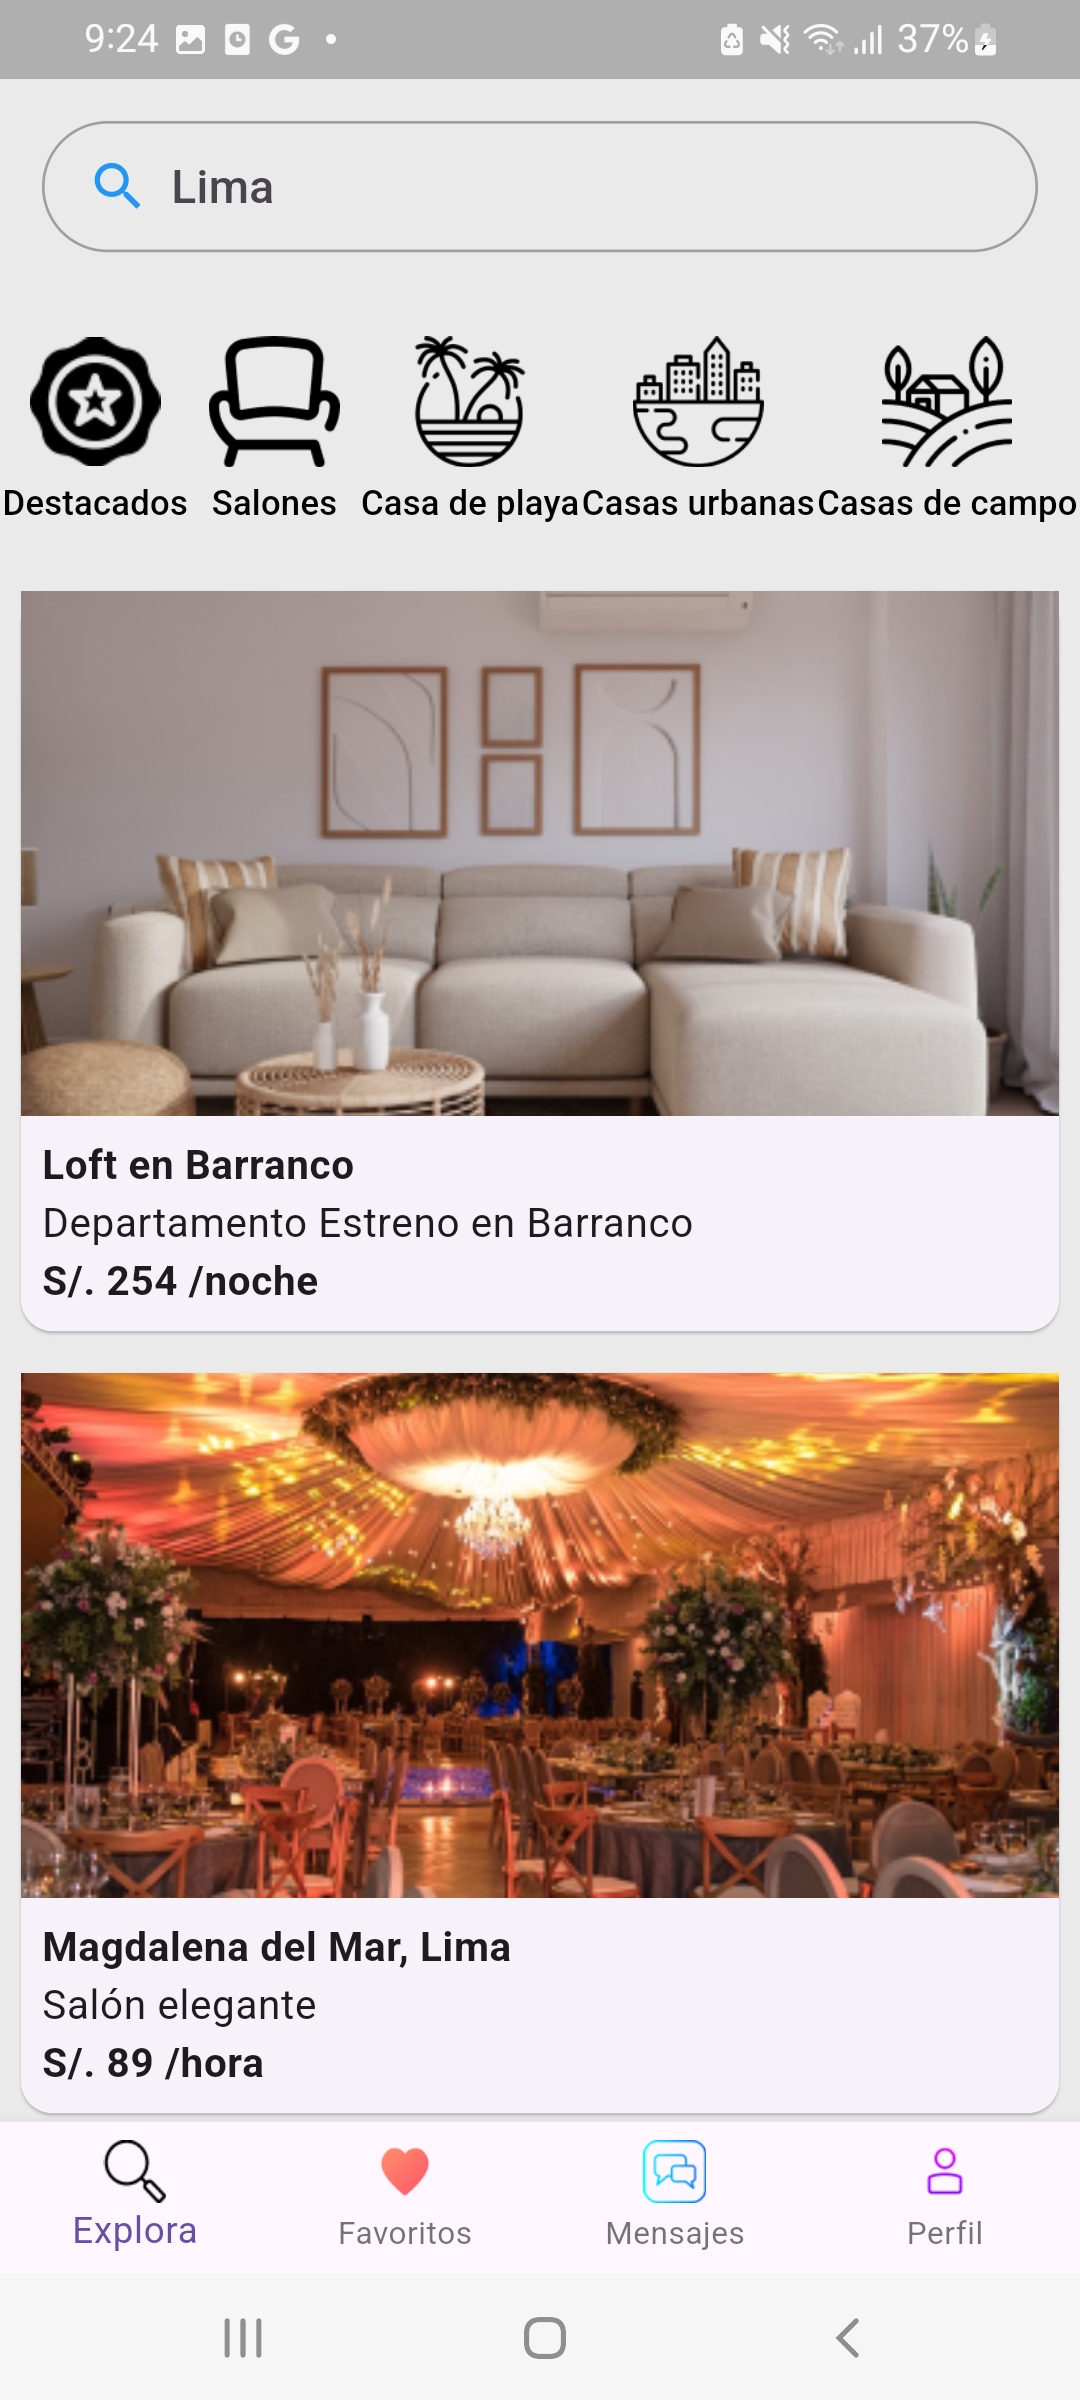 9:24
37%
Lima
Destacados Salones Casa de playa Casas urbanas Casas de campo
Loft en Barranco
Departamento Estreno en Barranco
S/. 254 /noche
Magdalena del Mar, Lima
Salón elegante
S/. 89 /hora
Explora Favoritos Mensajes Perfil